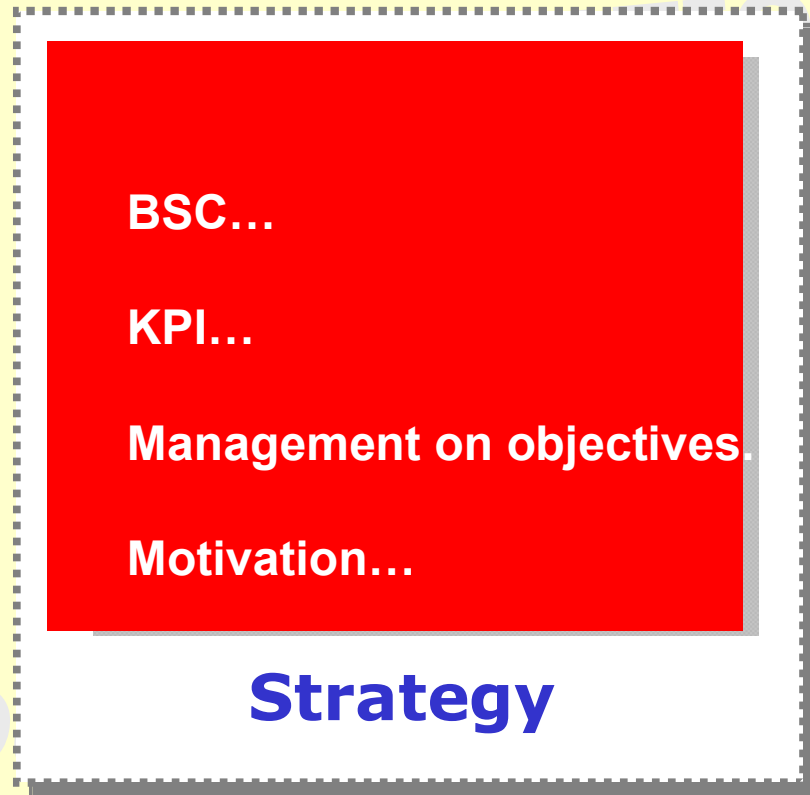 BSC…
KPI…
Management on objectives.
Motivation…
Strategy